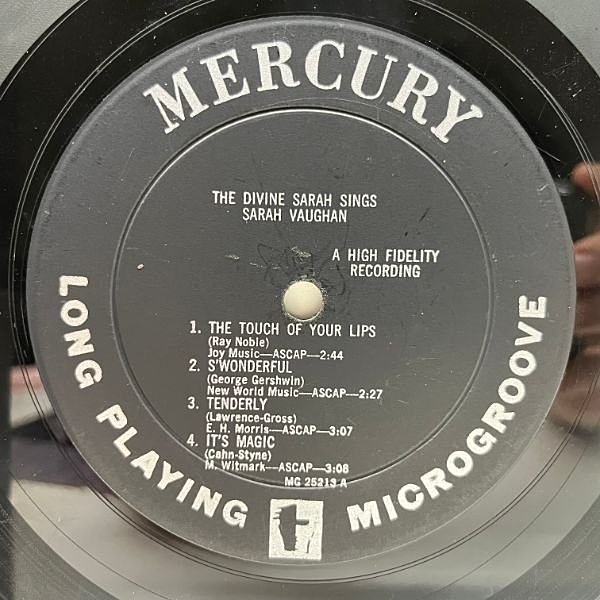 MERCURY
THE DIVINE SARAH SINGS
SARAH VAUGHAN
A HIGH FIDELITY
RECORDING
1. THE TOUCH OF YOUR LIPS
(Ray Noble)
Joy Music—ASCAP—2:44
2. S'WONDERFUL
(George Gershwin)
New World Music—ASCAP—2:27
3. TENDERLY
(Lawrence-Gross)
E. H. Morris—ASCAP—3:07
4. IT'S MAGIC
(Cahn-Styne)
M. Witmark—ASCAP—3:08
MG 25213 A
LONG PLAYING MICROGROOVE